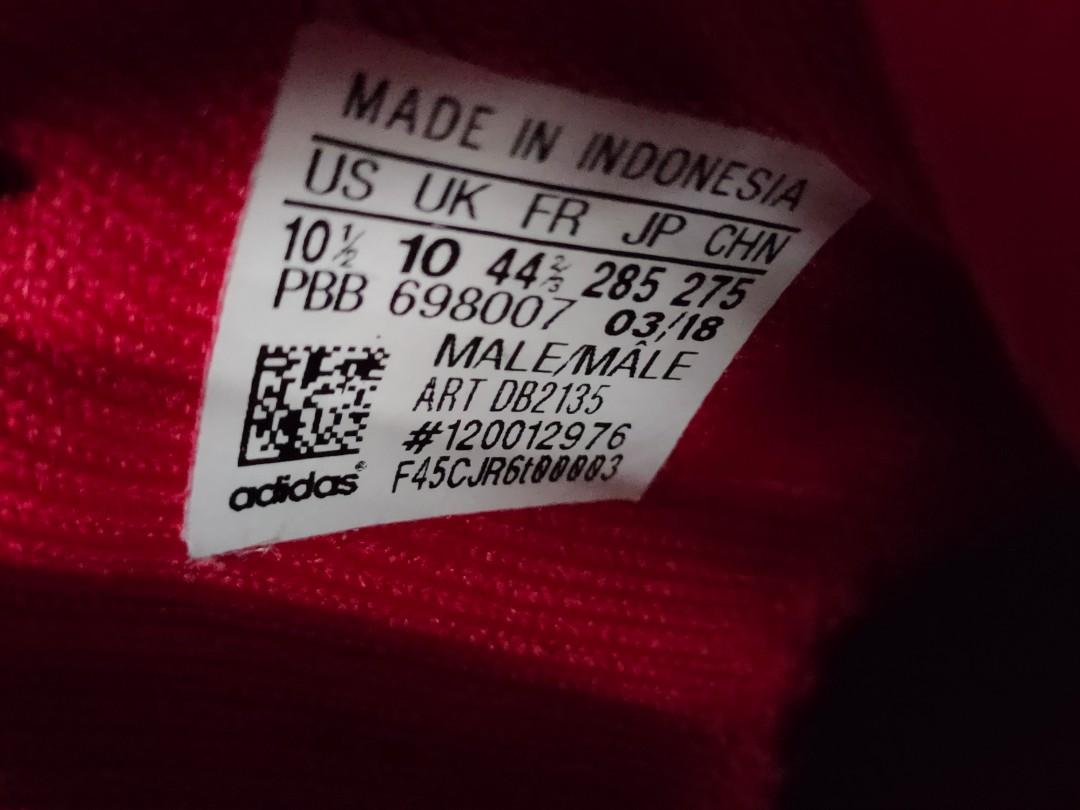 MADE IN INDONESIA
US UK FR JP CHN
10½ 10 44⅔ 285 275
PBB 698007 03/18
MALE/MÂLE
ART DB2135
#120012976
F45CJR6t00003
adidas®